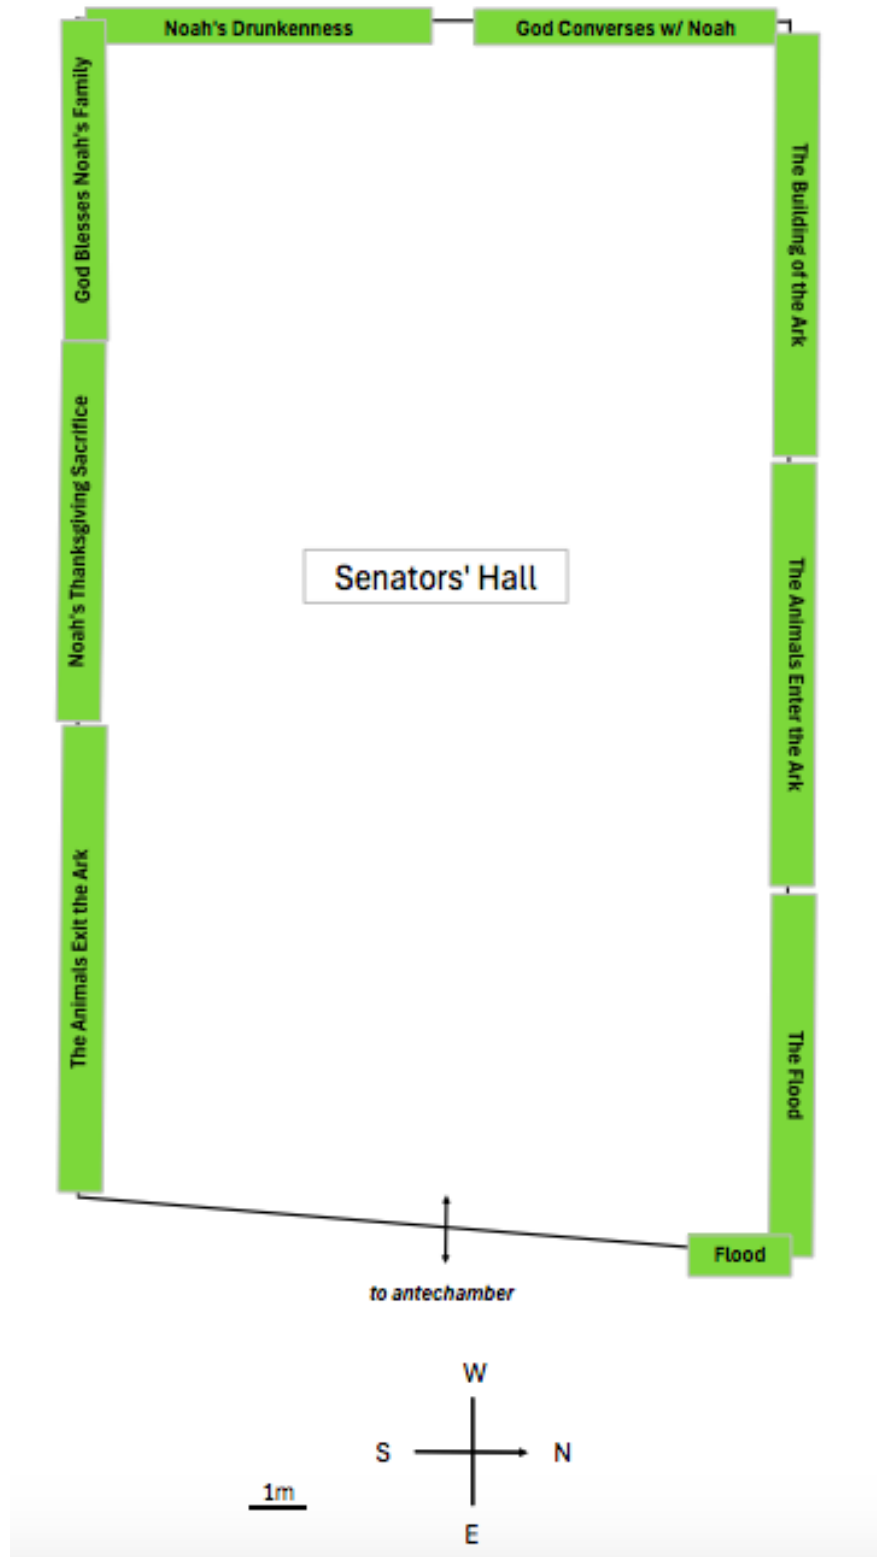 Noah's Drunkenness
God Converses w/ Noah
God Blesses Noah's Family
The Building of the Ark
Noah's Thanksgiving Sacrifice
Senators' Hall
The Animals Enter the Ark
The Animals Exit the Ark
The Flood
Flood
to antechamber
W
S
N
1m
E